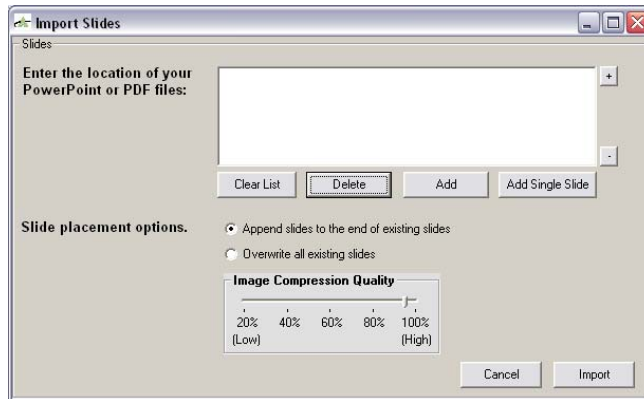 Import Slides
Slides
Enter the location of your
PowerPoint or PDF files:
+
-
Clear List
Delete
Add
Add Single Slide
Slide placement options.
Append slides to the end of existing slides
Overwrite all existing slides
Image Compression Quality
20% 40% 60% 80% 100%
(Low) (High)
Cancel
Import